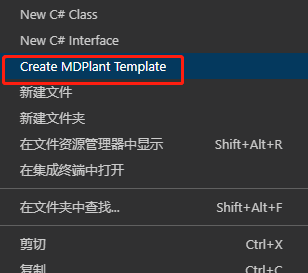 New C# Class
New C# Interface
Create MDPlant Template
新建文件
新建文件夹
在文件资源管理器中显示 Shift+Alt+R
在集成终端中打开
在文件夹中查找... Shift+Alt+F
剪切 Ctrl+X
复制 Ctrl+C